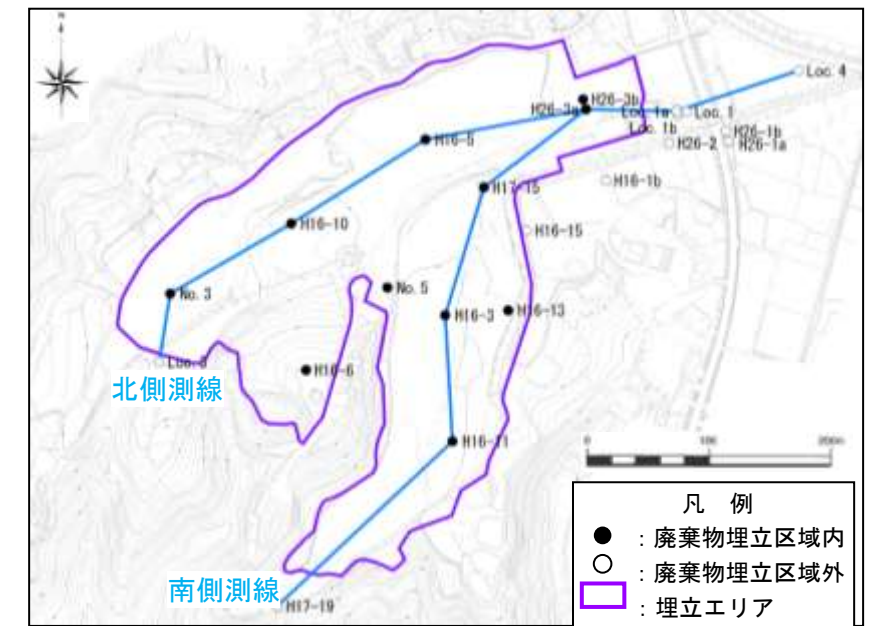 N
Loc. 4
H26-3b
H26-3a
Loc. 1a
Loc. 1
Loc. 1b
H26-1b
H26-2
H26-1a
H16-5
H17-15
H16-1b
H16-10
H16-15
No. 3
No. 5
H16-3
H16-13
Loc. 3
H16-6
北側測線
H16-11
0 100 200m
南側測線
H17-19
凡 例
● ：廃棄物埋立区域内
○ ：廃棄物埋立区域外
：埋立エリア